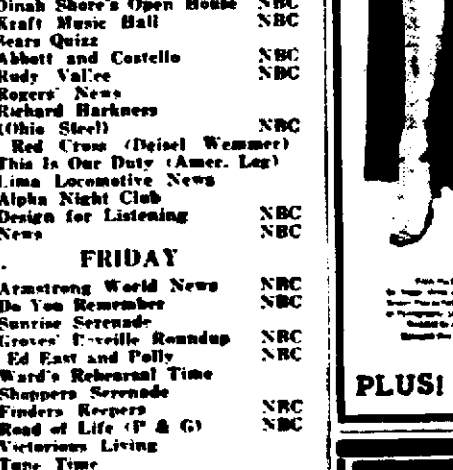 Dinah Shore's Open House NBC
Kraft Music Hall NBC
Sears Quizz
Abbott and Costello NBC
Rudy Vallee NBC
Rogers' News
Richard Harkness
(Ohio Steel) NBC
Red Cross (Deisel Wemmer)
This Is Our Duty (Amer. Leg)
Lima Locomotive News
Alpha Night Club
Design for Listening NBC
News NBC
FRIDAY
Armstrong World News NBC
Do You Remember NBC
Sunrise Serenade
Groves' Roundup NBC
Ed East and Polly NBC
Ward's Rehearsal Time
Shoppers Serenade
Finders Keepers NBC
Road of Life (P & G) NBC
Victorious Living
Tune Time
PLUS!